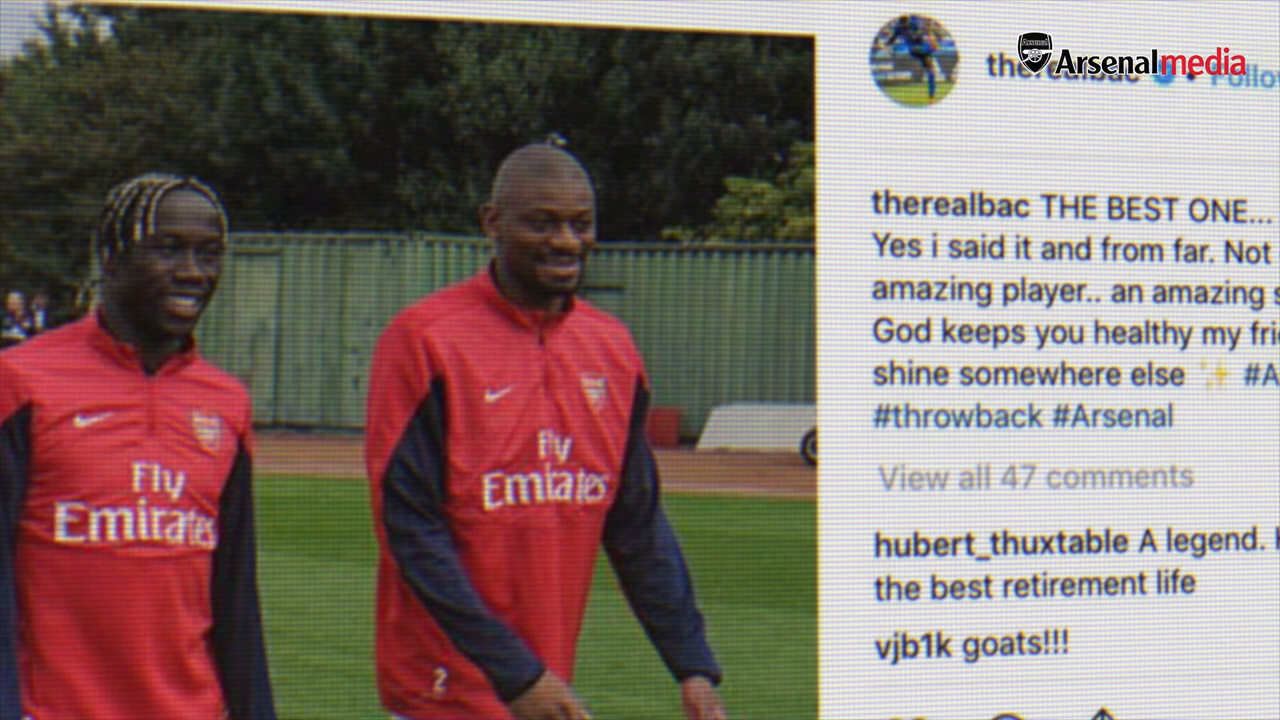 Arsenalmedia
therealbac THE BEST ONE...
Yes i said it and from far. Not
amazing player.. an amazing
God keeps you healthy my
shine somewhere else ✨
#throwback #Arsenal
View all 47 comments
hubert_thuxtable A legend.
the best retirement life
vjb1k goats!!!
Fly
Emirates
Fly
Emirates
2